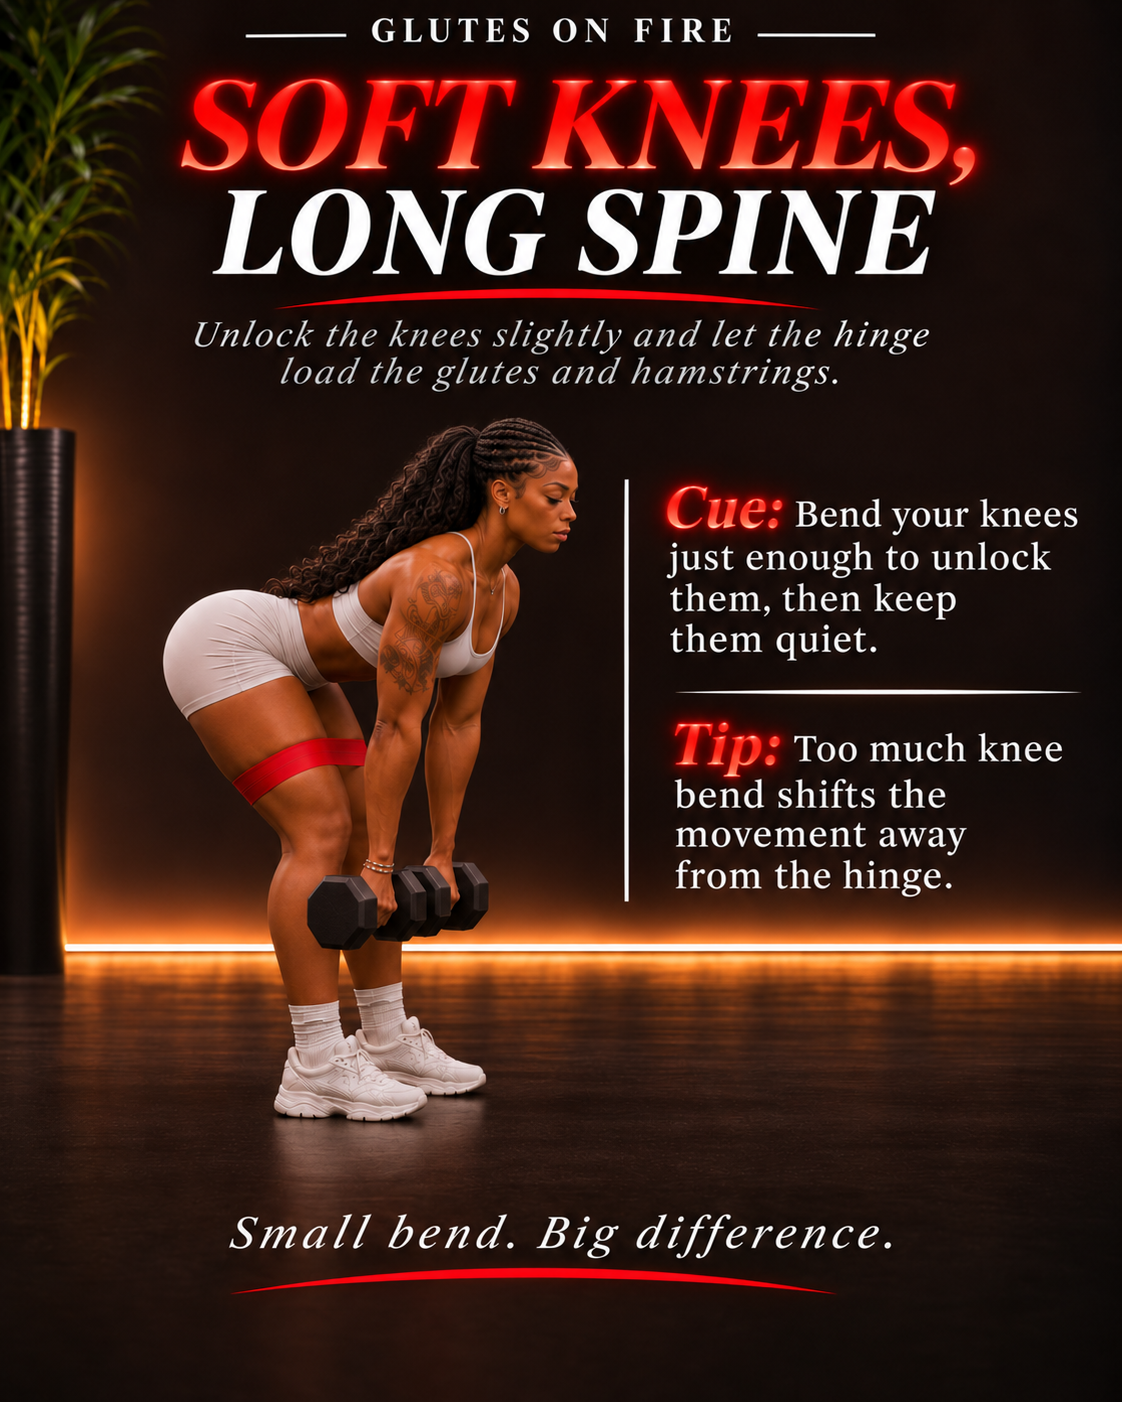 GLUTES ON FIRE
SOFT KNEES,
LONG SPINE
Unlock the knees slightly and let the hinge
load the glutes and hamstrings.
Cue: Bend your knees
just enough to unlock
them, then keep
them quiet.
Tip: Too much knee
bend shifts the
movement away
from the hinge.
Small bend. Big difference.